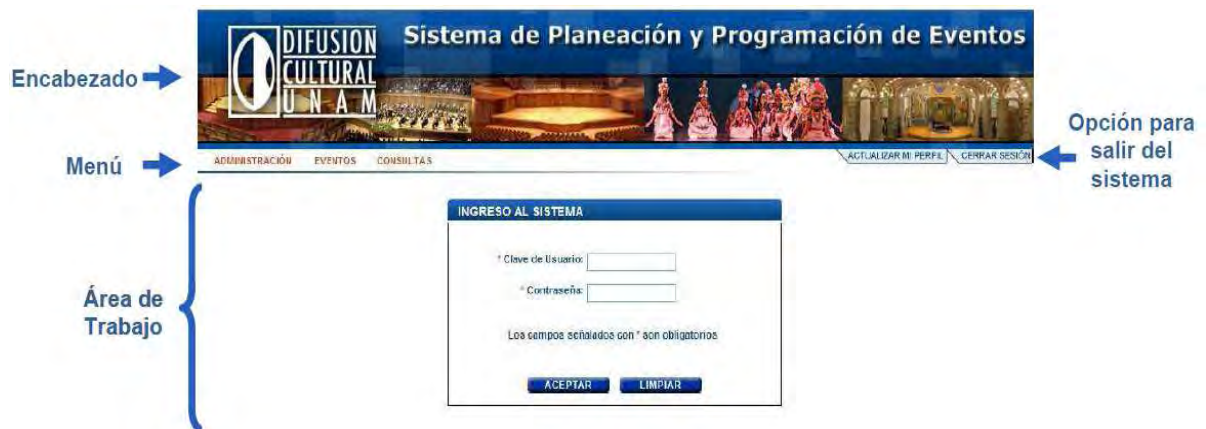 DIFUSION
CULTURAL
UNAM
Sistema de Planeación y Programación de Eventos
Encabezado
Menú
ADMINISTRACIÓN EVENTOS CONSULTAS
ACTUALIZAR MI PERFIL CERRAR SESIÓN
Opción para
salir del
sistema
Área de
Trabajo
INGRESO AL SISTEMA
* Clave de Usuario:
* Contraseña:
Los campos señalados con * son obligatorios
ACEPTAR LIMPIAR